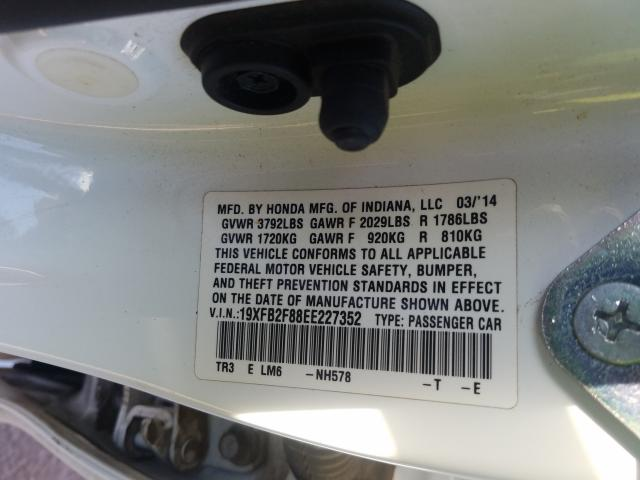 MFD. BY HONDA MFG. OF INDIANA, LLC 03/'14
GVWR 3792LBS GAWR F 2029LBS R 1786LBS
GVWR 1720KG GAWR F 920KG R 810KG
THIS VEHICLE CONFORMS TO ALL APPLICABLE
FEDERAL MOTOR VEHICLE SAFETY, BUMPER,
AND THEFT PREVENTION STANDARDS IN EFFECT
ON THE DATE OF MANUFACTURE SHOWN ABOVE.
V.I.N.:19XFB2F88EE227352 TYPE: PASSENGER CAR
TR3 E LM6 -NH578 -T -E